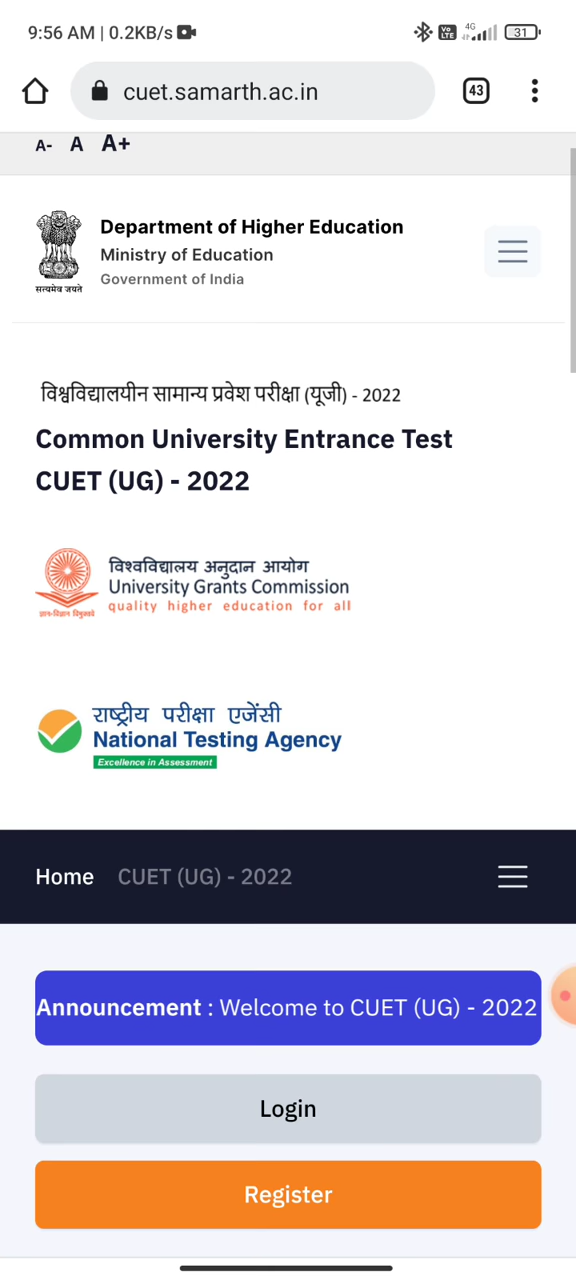 9:56 AM | 0.2KB/s
4G
Vo
LTE
31
cuet.samarth.ac.in
43
A- A A+
Department of Higher Education
Ministry of Education
Government of India
सत्यमेव जयते
विश्वविद्यालयीन सामान्य प्रवेश परीक्षा (यूजी) - 2022
Common University Entrance Test
CUET (UG) - 2022
विश्वविद्यालय अनुदान आयोग
University Grants Commission
quality higher education for all
ज्ञान-विज्ञान विमुक्तये
राष्ट्रीय परीक्षा एजेंसी
National Testing Agency
Excellence in Assessment
Home CUET (UG) - 2022
Announcement : Welcome to CUET (UG) - 2022
Login
Register